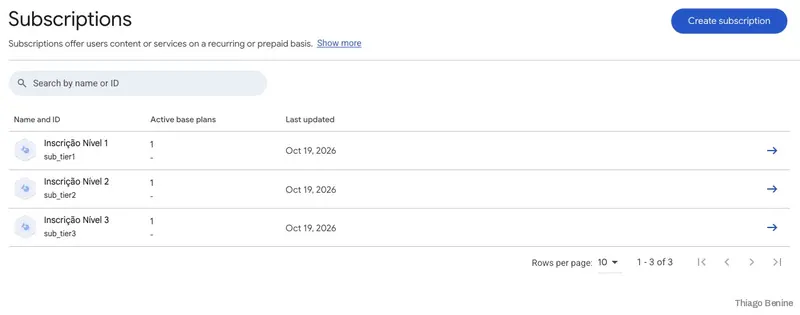 Subscriptions
Create subscription
Subscriptions offer users content or services on a recurring or prepaid basis. Show more
Search by name or ID
Name and ID Active base plans Last updated
Inscrição Nível 1 1
sub_tier1 - Oct 19, 2026
Inscrição Nível 2 1
sub_tier2 - Oct 19, 2026
Inscrição Nível 3 1
sub_tier3 - Oct 19, 2026
Rows per page: 10 1 - 3 of 3
Thiago Benine